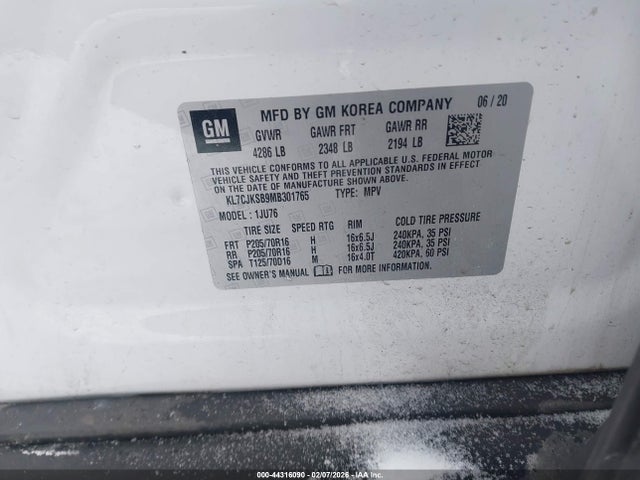 GM
MFD BY GM KOREA COMPANY 06 / 20
GVWR GAWR FRT GAWR RR
4286 LB 2348 LB 2194 LB
THIS VEHICLE CONFORMS TO ALL APPLICABLE U.S. FEDERAL MOTOR
VEHICLE SAFETY AND THEFT PREVENTION STANDARDS IN EFFECT
ON THE DATE OF MANUFACTURE SHOWN ABOVE.
KL7CJKSB9MB301765 TYPE: MPV
MODEL : 1JU76
TIRE SIZE SPEED RTG RIM COLD TIRE PRESSURE
FRT P205/70R16 H 16x6.5J 240KPA, 35 PSI
RR P205/70R16 H 16x6.5J 240KPA, 35 PSI
SPA T125/70D16 M 16x4.0T 420KPA, 60 PSI
SEE OWNER'S MANUAL FOR MORE INFORMATION.
000-44316090 - 02/07/2026 - IAA Inc.